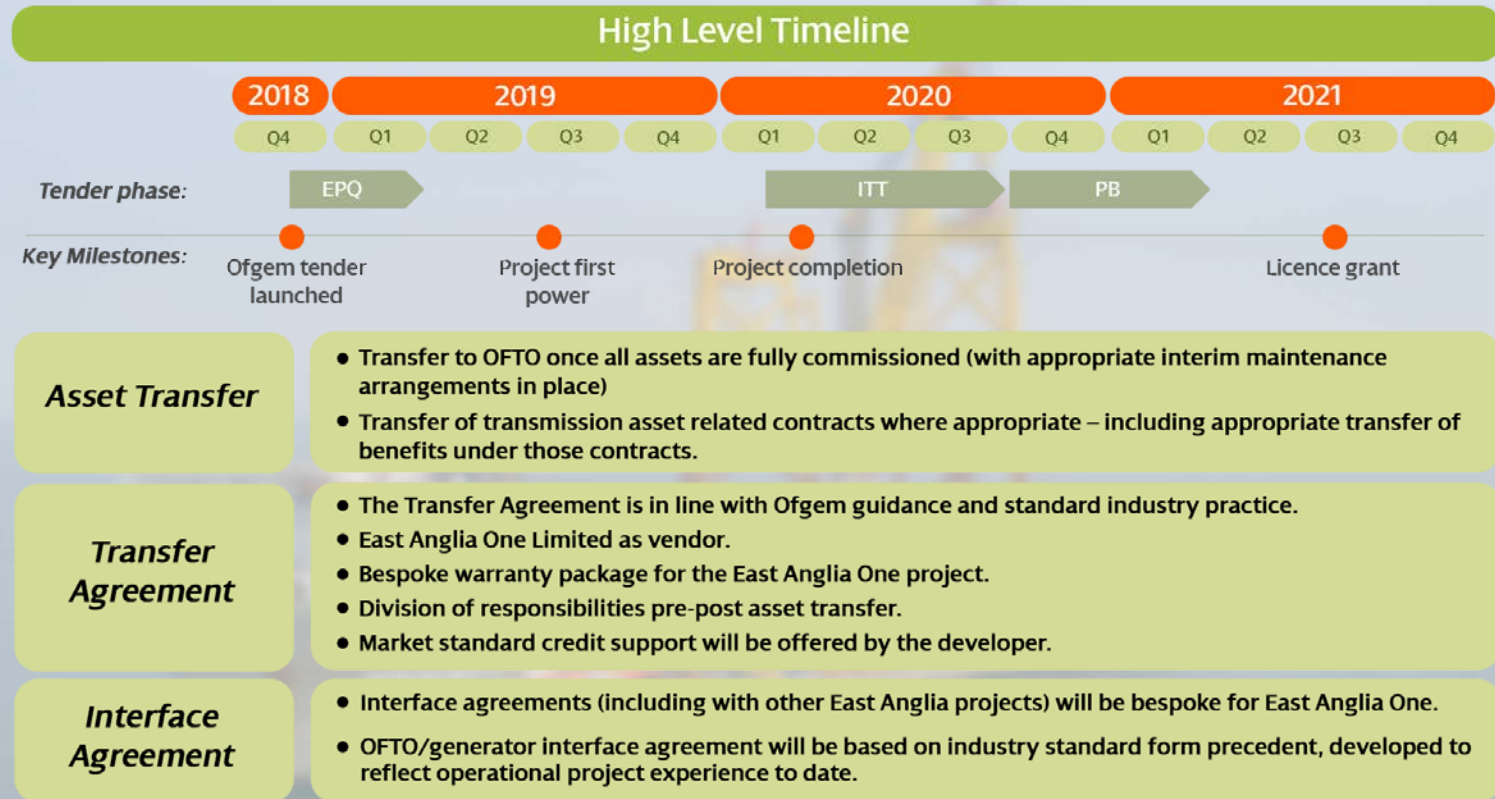 High Level Timeline
2018 2019 2020 2021
Q4 Q1 Q2 Q3 Q4 Q1 Q2 Q3 Q4 Q1 Q2 Q3 Q4
Tender phase: EPQ ITT PB
Key Milestones:
Ofgem tender
launched
Project first
power
Project completion
Licence grant
Asset Transfer
● Transfer to OFTO once all assets are fully commissioned (with appropriate interim maintenance
arrangements in place)
● Transfer of transmission asset related contracts where appropriate – including appropriate transfer of
benefits under those contracts.
Transfer
Agreement
● The Transfer Agreement is in line with Ofgem guidance and standard industry practice.
● East Anglia One Limited as vendor.
● Bespoke warranty package for the East Anglia One project.
● Division of responsibilities pre-post asset transfer.
● Market standard credit support will be offered by the developer.
Interface
Agreement
● Interface agreements (including with other East Anglia projects) will be bespoke for East Anglia One.
● OFTO/generator interface agreement will be based on industry standard form precedent, developed to
reflect operational project experience to date.